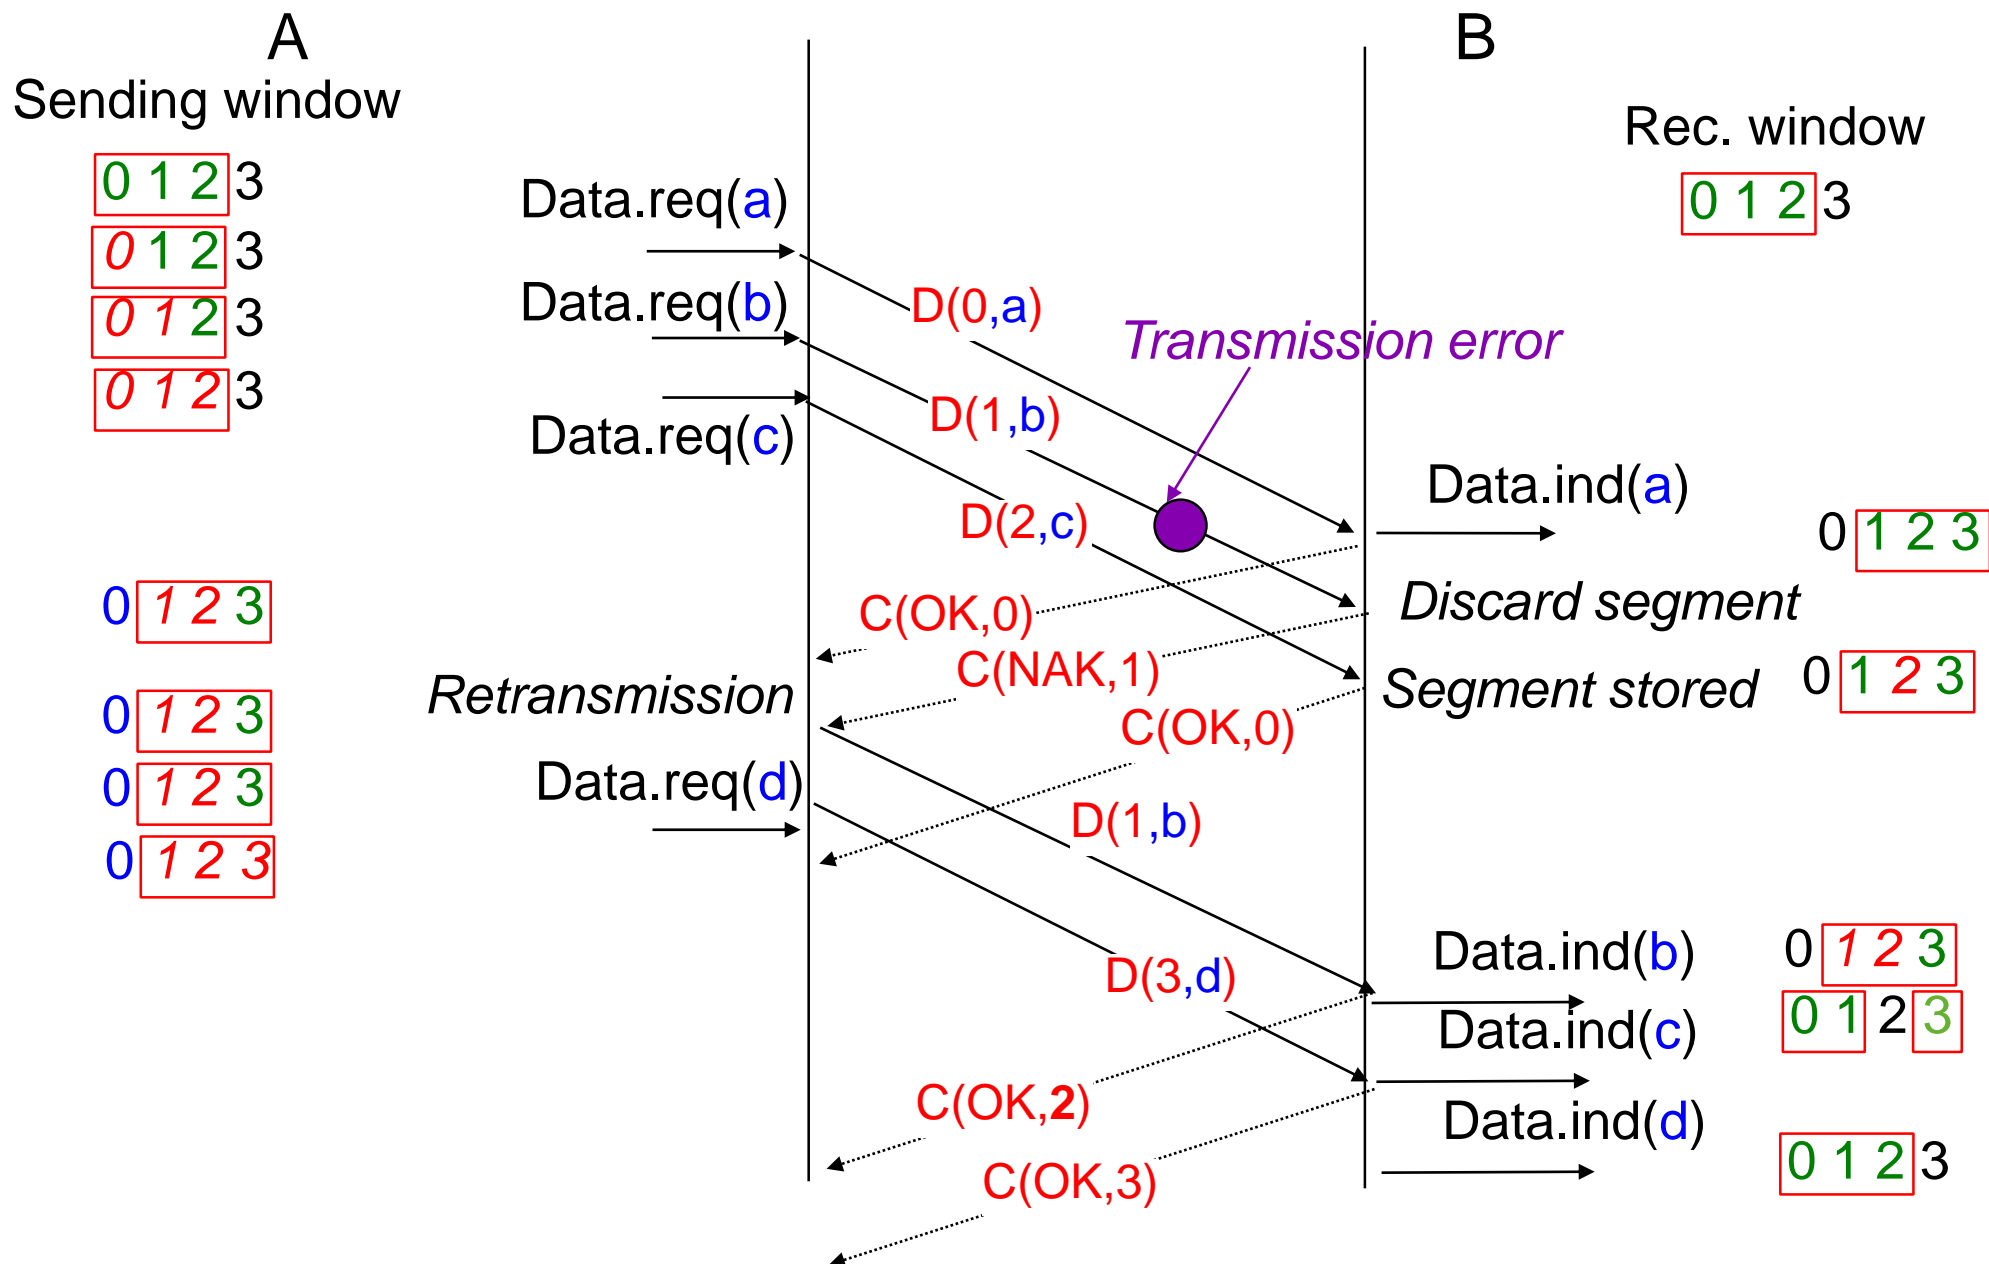 A
B
Sending window
Rec. window
0 1 2 3
Data.req(a)
0 1 2 3
0 1 2 3
Data.req(b)
D(0,a)
0 1 2 3
Transmission error
0 1 2 3
D(1,b)
Data.req(c)
Data.ind(a)
D(2,c)
0 1 2 3
0 1 2 3
C(OK,0)
Discard segment
C(NAK,1)
Retransmission
Segment stored
0 1 2 3
0 1 2 3
C(OK,0)
Data.req(d)
0 1 2 3
D(1,b)
0 1 2 3
Data.ind(b)
0 1 2 3
D(3,d)
Data.ind(c)
0 1 2 3
C(OK,2)
Data.ind(d)
C(OK,3)
0 1 2 3